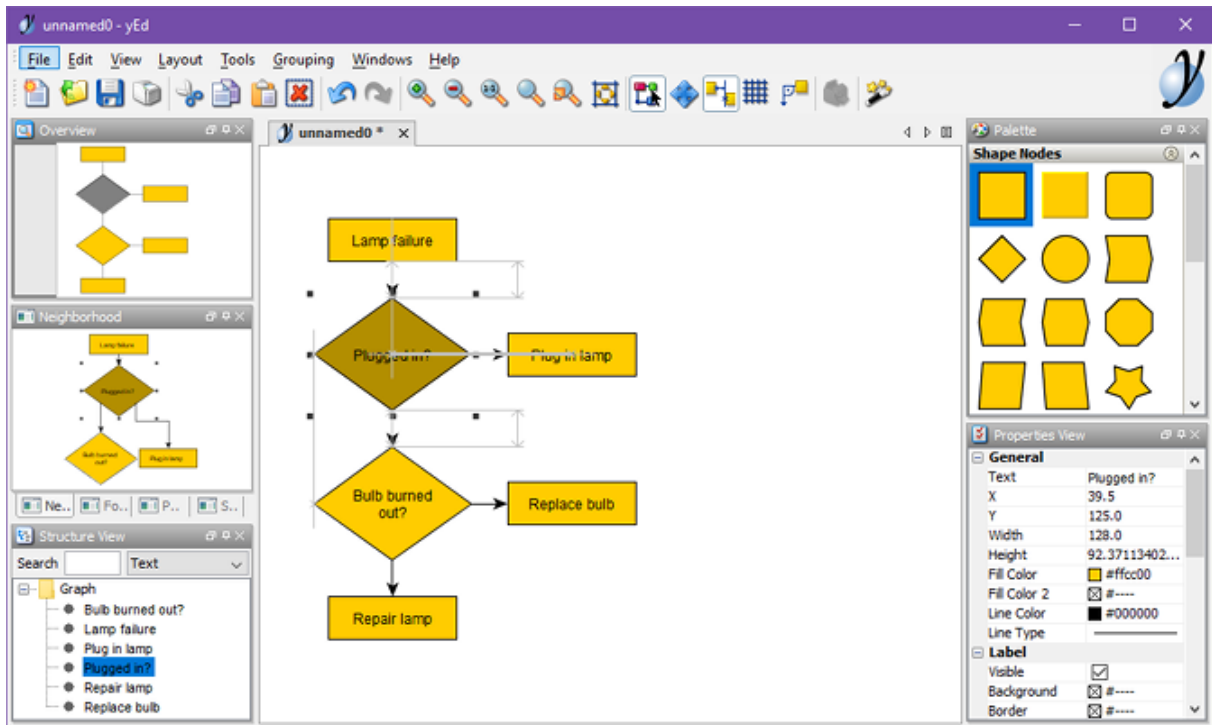 unnamed0 - yEd
File Edit View Layout Tools Grouping Windows Help
Overview
unnamed0 *
Palette
Shape Nodes
Lamp failure
Plugged in?
Plug in lamp
Bulb burned
out?
Replace bulb
Repair lamp
Neighborhood
Lamp failure
Plugged in?
Bulb burned
out?
Plug in lamp
Ne.. Fo.. P.. S..
Structure View
Search Text
Graph
Bulb burned out?
Lamp failure
Plug in lamp
Plugged in?
Repair lamp
Replace bulb
Properties View
General
Text Plugged in?
X 39.5
Y 125.0
Width 128.0
Height 92.37113402...
Fill Color #ffcc00
Fill Color 2 #----
Line Color #000000
Line Type
Label
Visible
Background #----
Border #----